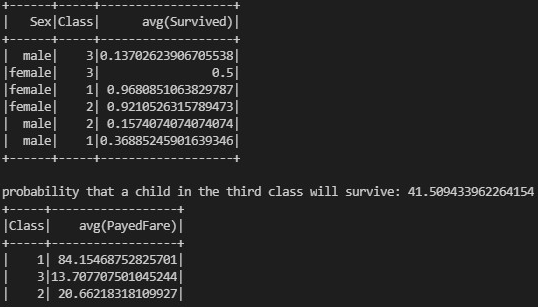 +------+-----+-------------------+
|   Sex|Class|      avg(Survived)|
+------+-----+-------------------+
|  male|    3|0.13702623906705538|
|female|    3|                0.5|
|female|    1| 0.9680851063829787|
|female|    2| 0.9210526315789473|
|  male|    2| 0.1574074074074074|
|  male|    1|0.36885245901639346|
+------+-----+-------------------+
probability that a child in the third class will survive: 41.509433962264154
+-----+------------------+
|Class|     avg(PayedFare)|
+-----+------------------+
|    1| 84.15468752825701|
|    3|13.707707501045244|
|    2| 20.66218318109927|
+-----+------------------+